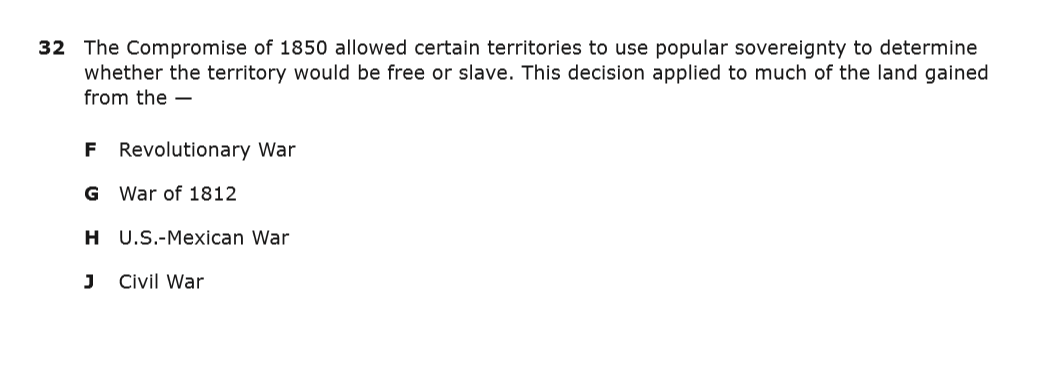 32 The Compromise of 1850 allowed certain territories to use popular sovereignty to determine
whether the territory would be free or slave. This decision applied to much of the land gained
from the —
F Revolutionary War
G War of 1812
H U.S.-Mexican War
J Civil War